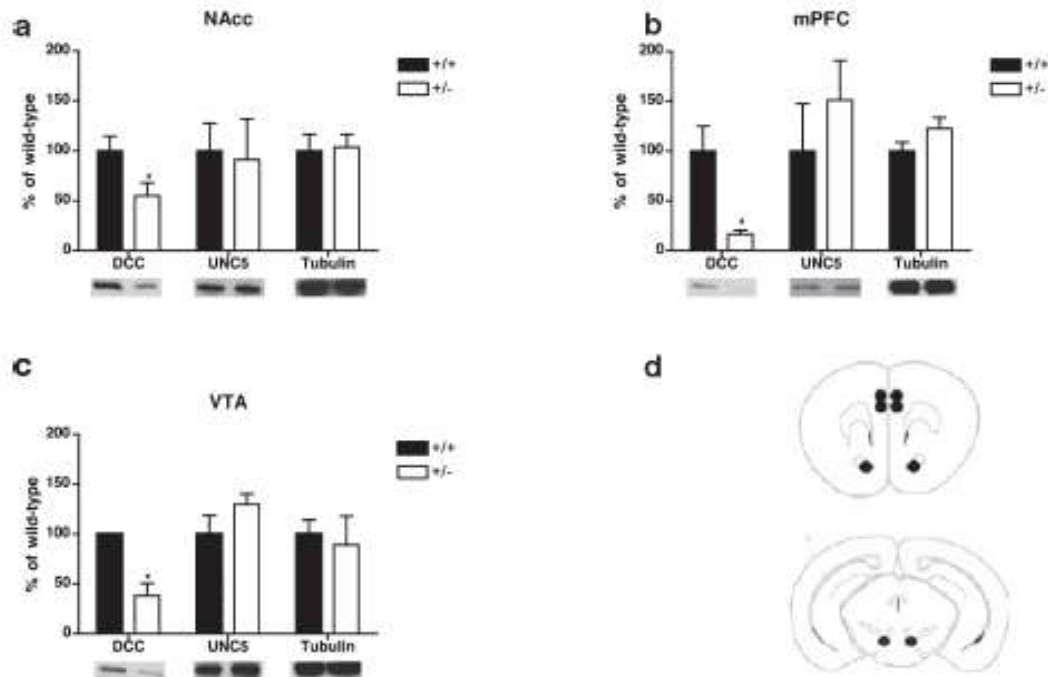 a
NAcc
200
150
100
50
0
% of wild-type
+/+
+/-
*
DCC UNC5 Tubulin
b
mPFC
200
150
100
50
0
% of wild-type
+/+
+/-
*
DCC UNC5 Tubulin
c
VTA
200
150
100
50
0
% of wild-type
+/+
+/-
*
DCC UNC5 Tubulin
d